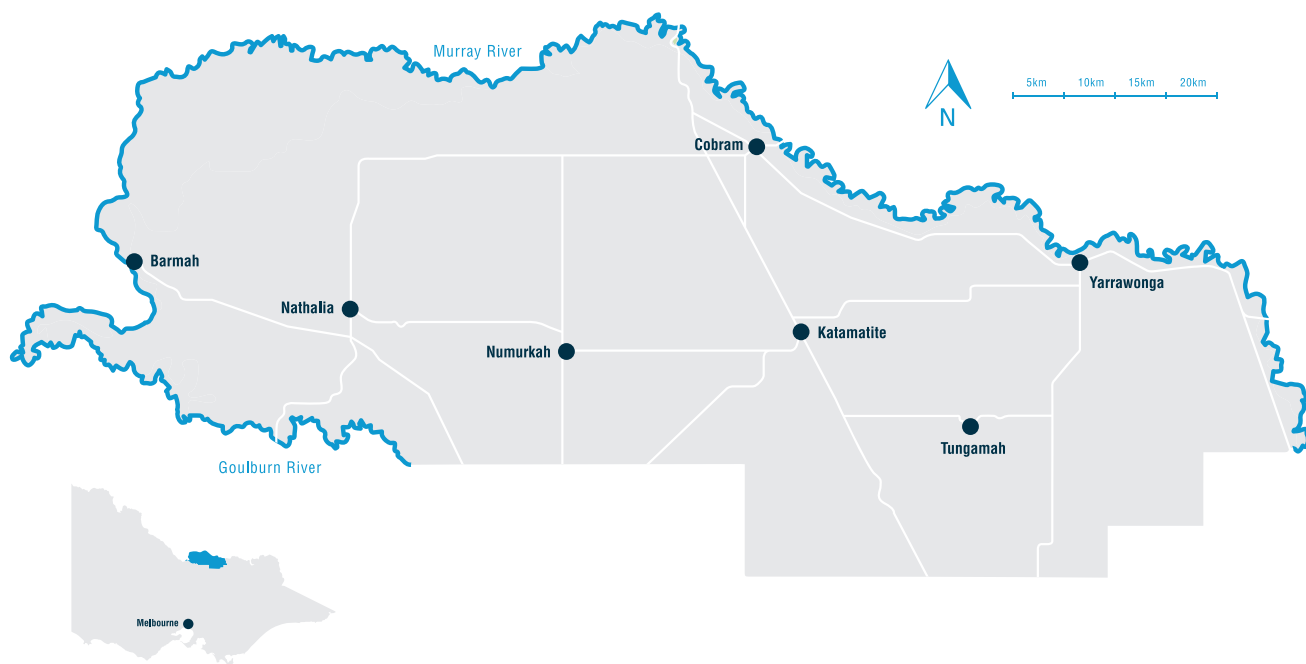 Murray River
N
5km 10km 15km 20km
Cobram
Barmah
Yarrawonga
Nathalia
Katamatite
Numurkah
Tungamah
Goulburn River
Melbourne